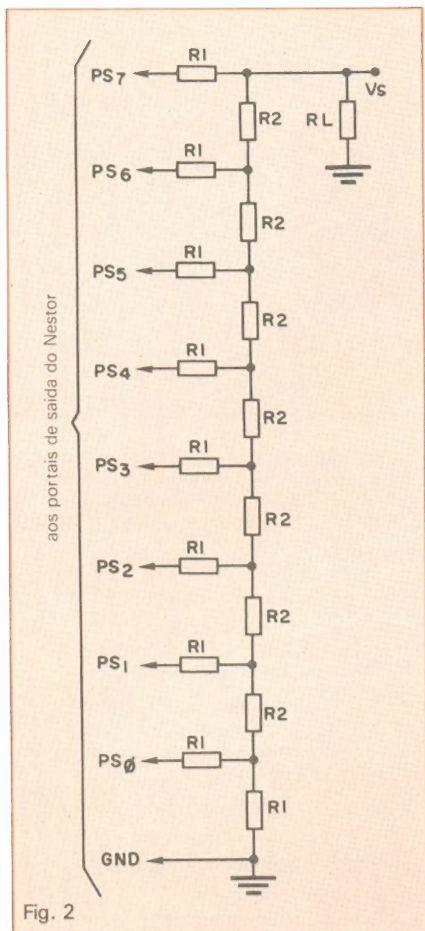 PS7 R1
Vs
R2 RL
PS6 R1
R2
PS5 R1
R2
PS4 R1
R2
PS3 R1
R2
PS2 R1
R2
PS1 R1
R2
PSØ R1
R1
GND
aos portais de saída do Nestor
Fig. 2